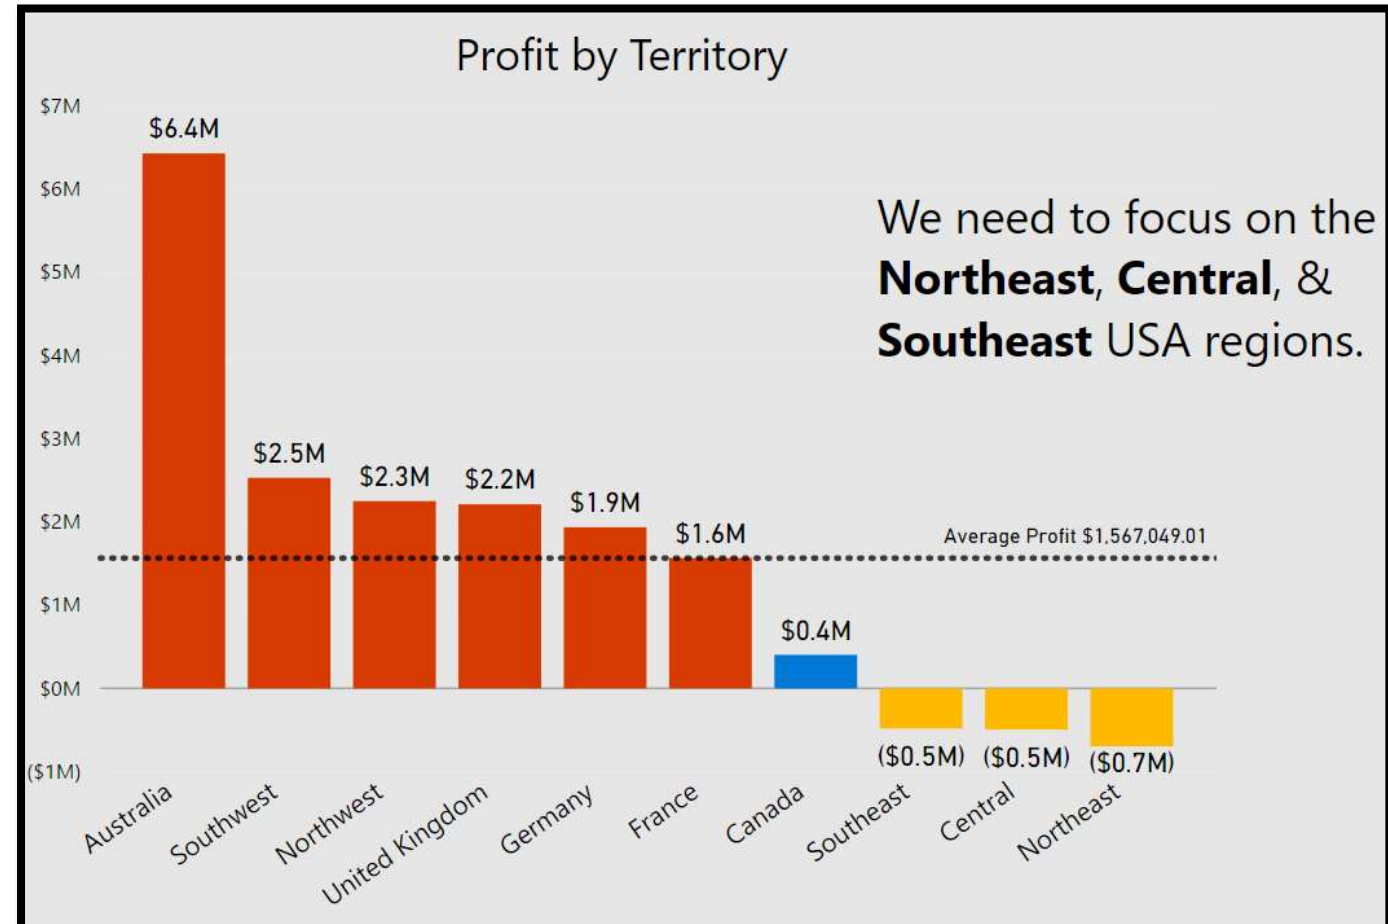 Profit by Territory
$7M
$6M
$5M
$4M
$3M
$2M
$1M
$0M
($1M)
$6.4M
$2.5M
$2.3M
$2.2M
$1.9M
$1.6M
$0.4M
($0.5M)
($0.5M)
($0.7M)
We need to focus on the
Northeast, Central, &
Southeast USA regions.
Average Profit $1,567,049.01
Australia
Southwest
Northwest
United Kingdom
Germany
France
Canada
Southeast
Central
Northeast